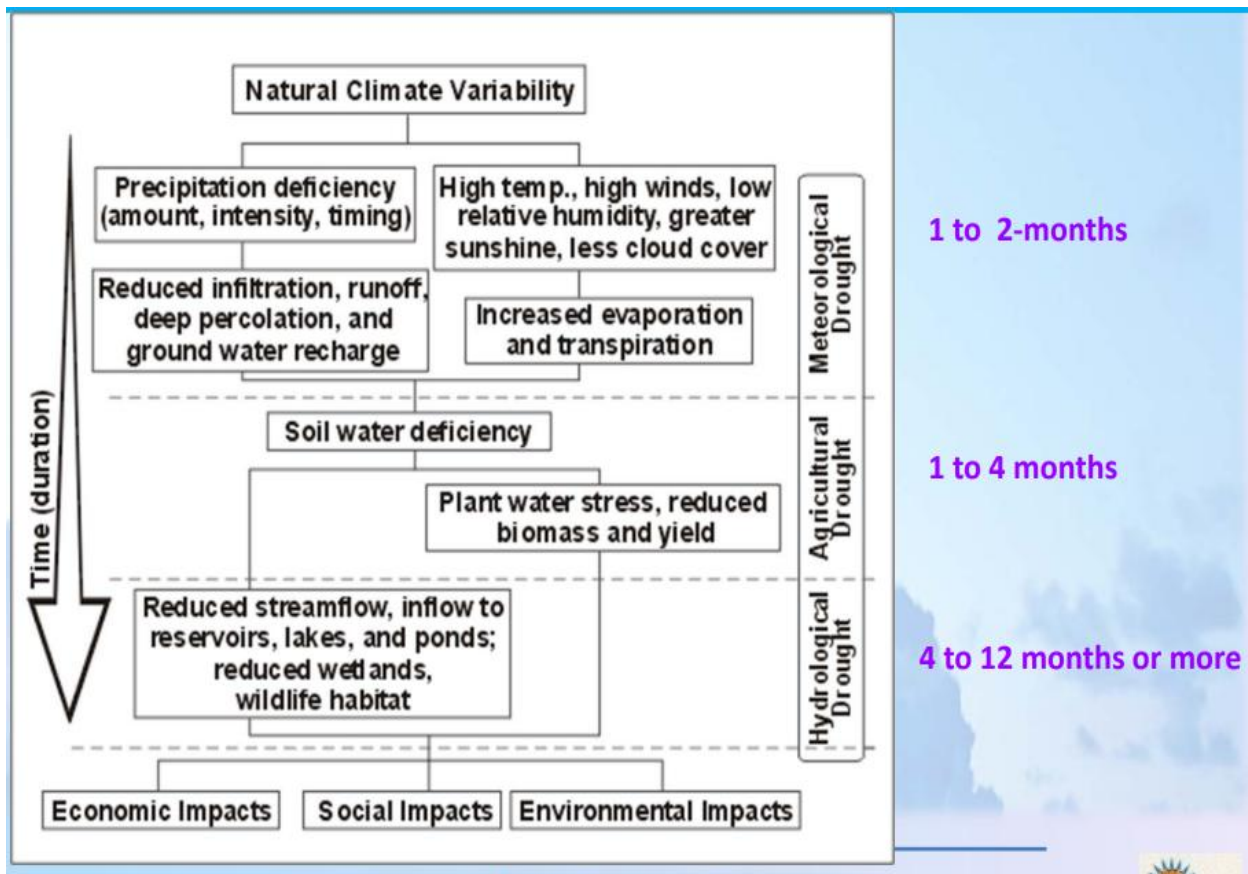 Natural Climate Variability
Precipitation deficiency
(amount, intensity, timing)
High temp., high winds, low
relative humidity, greater
sunshine, less cloud cover
Reduced infiltration, runoff,
deep percolation, and
ground water recharge
Increased evaporation
and transpiration
Meteorological
Drought
1 to 2-months
Time (duration)
Soil water deficiency
Plant water stress, reduced
biomass and yield
Agricultural
Drought
1 to 4 months
Reduced streamflow, inflow to
reservoirs, lakes, and ponds;
reduced wetlands,
wildlife habitat
Hydrological
Drought
4 to 12 months or more
Economic Impacts
Social Impacts
Environmental Impacts